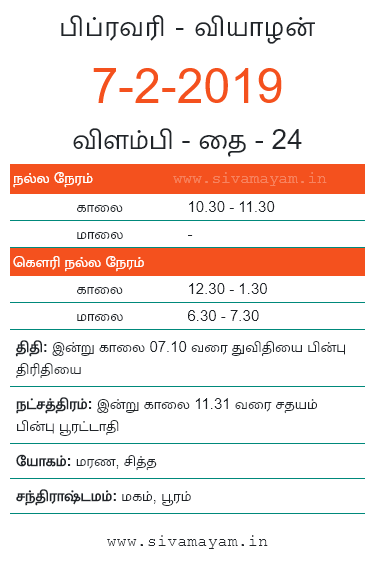 பிப்ரவரி - வியாழன்
7-2-2019
விளம்பி - தை - 24
நல்ல நேரம் www.sivamayam.in
காலை 10.30 - 11.30
மாலை -
கௌரி நல்ல நேரம்
காலை 12.30 - 1.30
மாலை 6.30 - 7.30
திதி: இன்று காலை 07.10 வரை துவிதியை பின்பு
திரிதியை
நட்சத்திரம்: இன்று காலை 11.31 வரை சதயம்
பின்பு பூரட்டாதி
யோகம்: மரண, சித்த
சந்திராஷ்டமம்: மகம், பூரம்
www.sivamayam.in